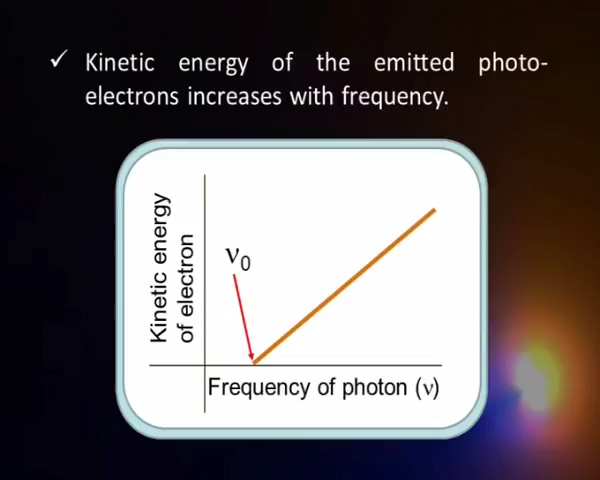 ✓ Kinetic energy of the emitted photo-
electrons increases with frequency.
Kinetic energy
of electron
ν0
Frequency of photon (ν)